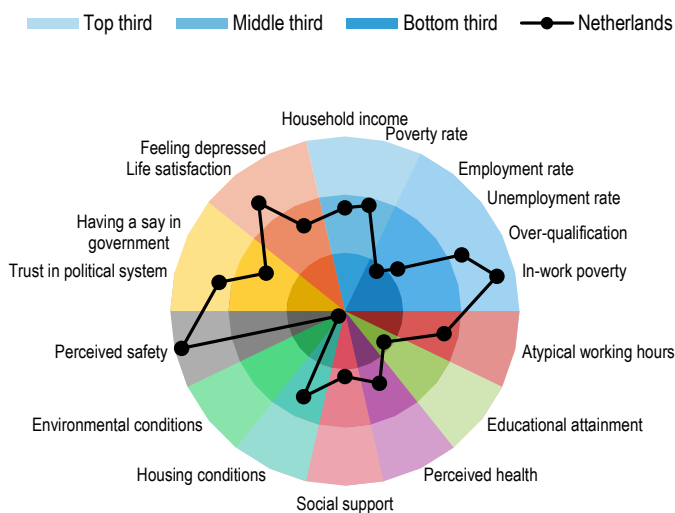 Top third
Middle third
Bottom third
Netherlands
Household income
Poverty rate
Feeling depressed
Life satisfaction
Employment rate
Unemployment rate
Having a say in
government
Over-qualification
Trust in political system
In-work poverty
Perceived safety
Atypical working hours
Environmental conditions
Educational attainment
Housing conditions
Perceived health
Social support